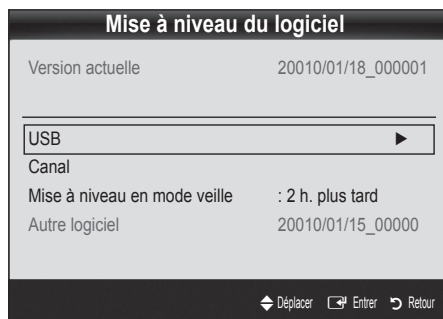 Mise à niveau du logiciel
Version actuelle 20010/01/18_000001
USB ►
Canal
Mise à niveau en mode veille : 2 h. plus tard
Autre logiciel 20010/01/15_00000
Déplacer Entrer Retour